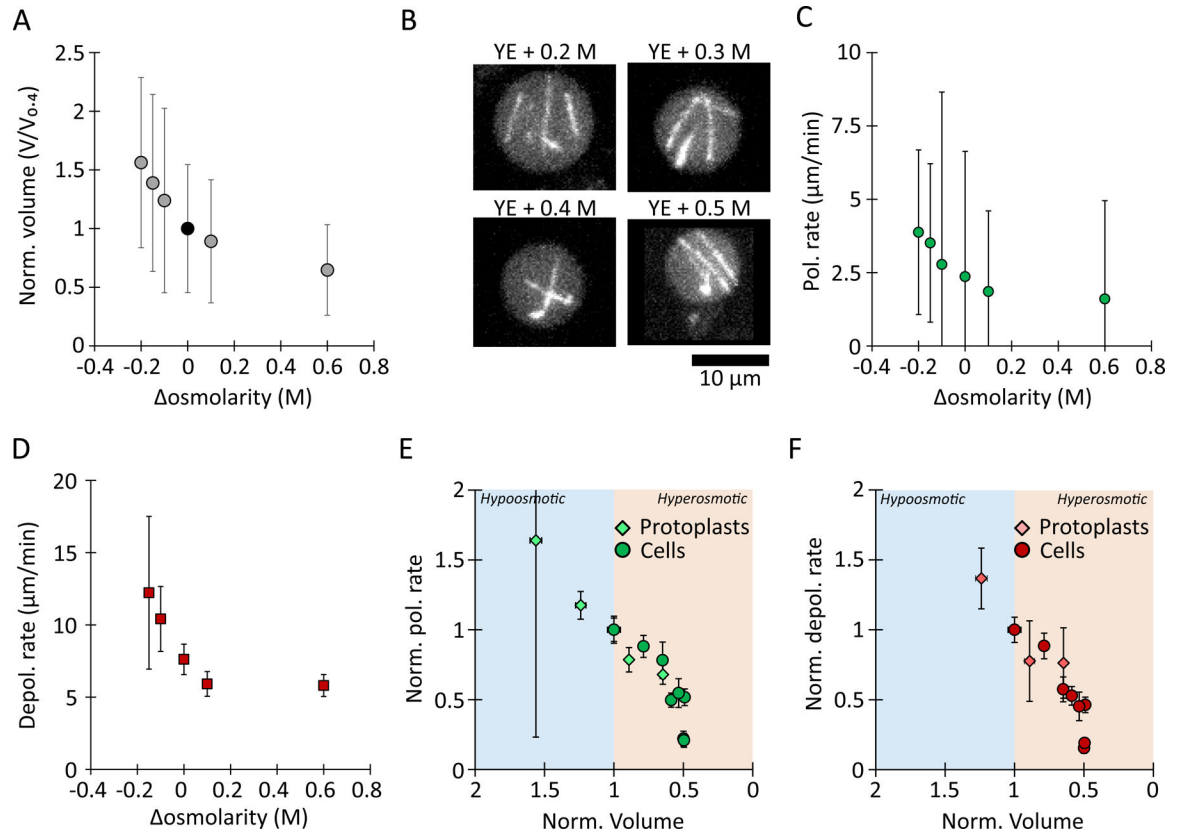 A
2.5
2
1.5
1
0.5
0
-0.4 -0.2 0 0.2 0.4 0.6 0.8
Norm. volume (V/V0.4)
Δosmolarity (M)
B
YE + 0.2 M
YE + 0.3 M
YE + 0.4 M
YE + 0.5 M
10 µm
C
10
7.5
5
2.5
0
-0.4 -0.2 0 0.2 0.4 0.6 0.8
Pol. rate (µm/min)
Δosmolarity (M)
D
20
15
10
5
0
-0.4 -0.2 0 0.2 0.4 0.6 0.8
Depol. rate (µm/min)
Δosmolarity (M)
E
2
1.5
1
0.5
0
2 1.5 1 0.5 0
Norm. pol. rate
Norm. Volume
Hypoosmotic
Hyperosmotic
Protoplasts
Cells
F
2
1.5
1
0.5
0
2 1.5 1 0.5 0
Norm. depol. rate
Norm. Volume
Hypoosmotic
Hyperosmotic
Protoplasts
Cells